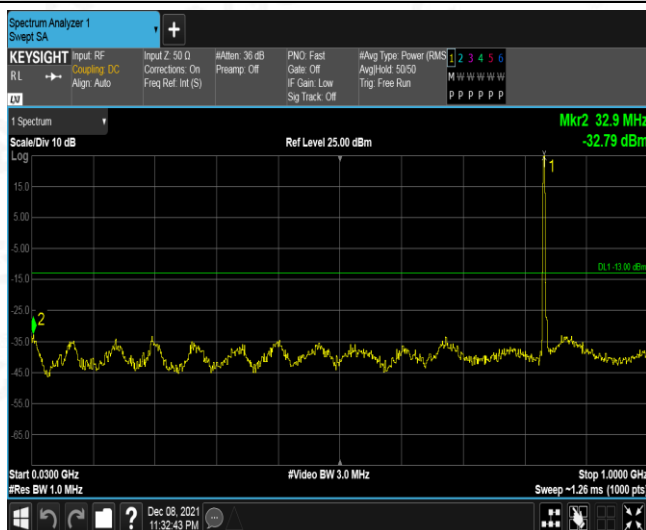 Spectrum Analyzer 1
Swept SA
+
KEYSIGHT Input: RF Input Z: 50 Ω #Atten: 36 dB PNO: Fast #Avg Type: Power (RMS 1 2 3 4 5 6
RL Coupling: DC Corrections: On Preamp: Off Gate: Off Avg|Hold: 50/50 M W W W W W
Align: Auto Freq Ref: Int (S) IF Gain: Low Trig: Free Run P P P P P P
LXI Sig Track: Off
1 Spectrum Mkr2 32.9 MHz
Scale/Div 10 dB Ref Level 25.00 dBm -32.79 dBm
Log
1
15.0
5.00
-5.00
DL1 -13.00 dBm
-15.0
-25.0
2
-35.0
-45.0
-55.0
-65.0
Start 0.0300 GHz #Video BW 3.0 MHz Stop 1.0000 GHz
#Res BW 1.0 MHz Sweep ~1.26 ms (1000 pts)
? Dec 08, 2021
11:32:43 PM